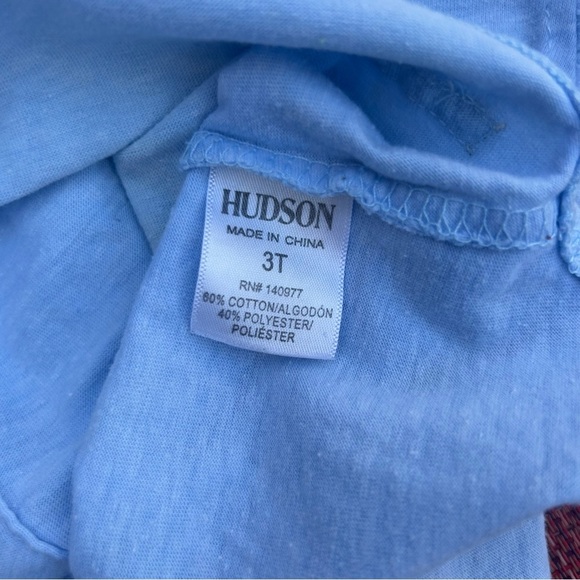 HUDSON
MADE IN CHINA
3T
RN# 140977
60% COTTON/ALGODÓN
40% POLYESTER/
POLIÉSTER